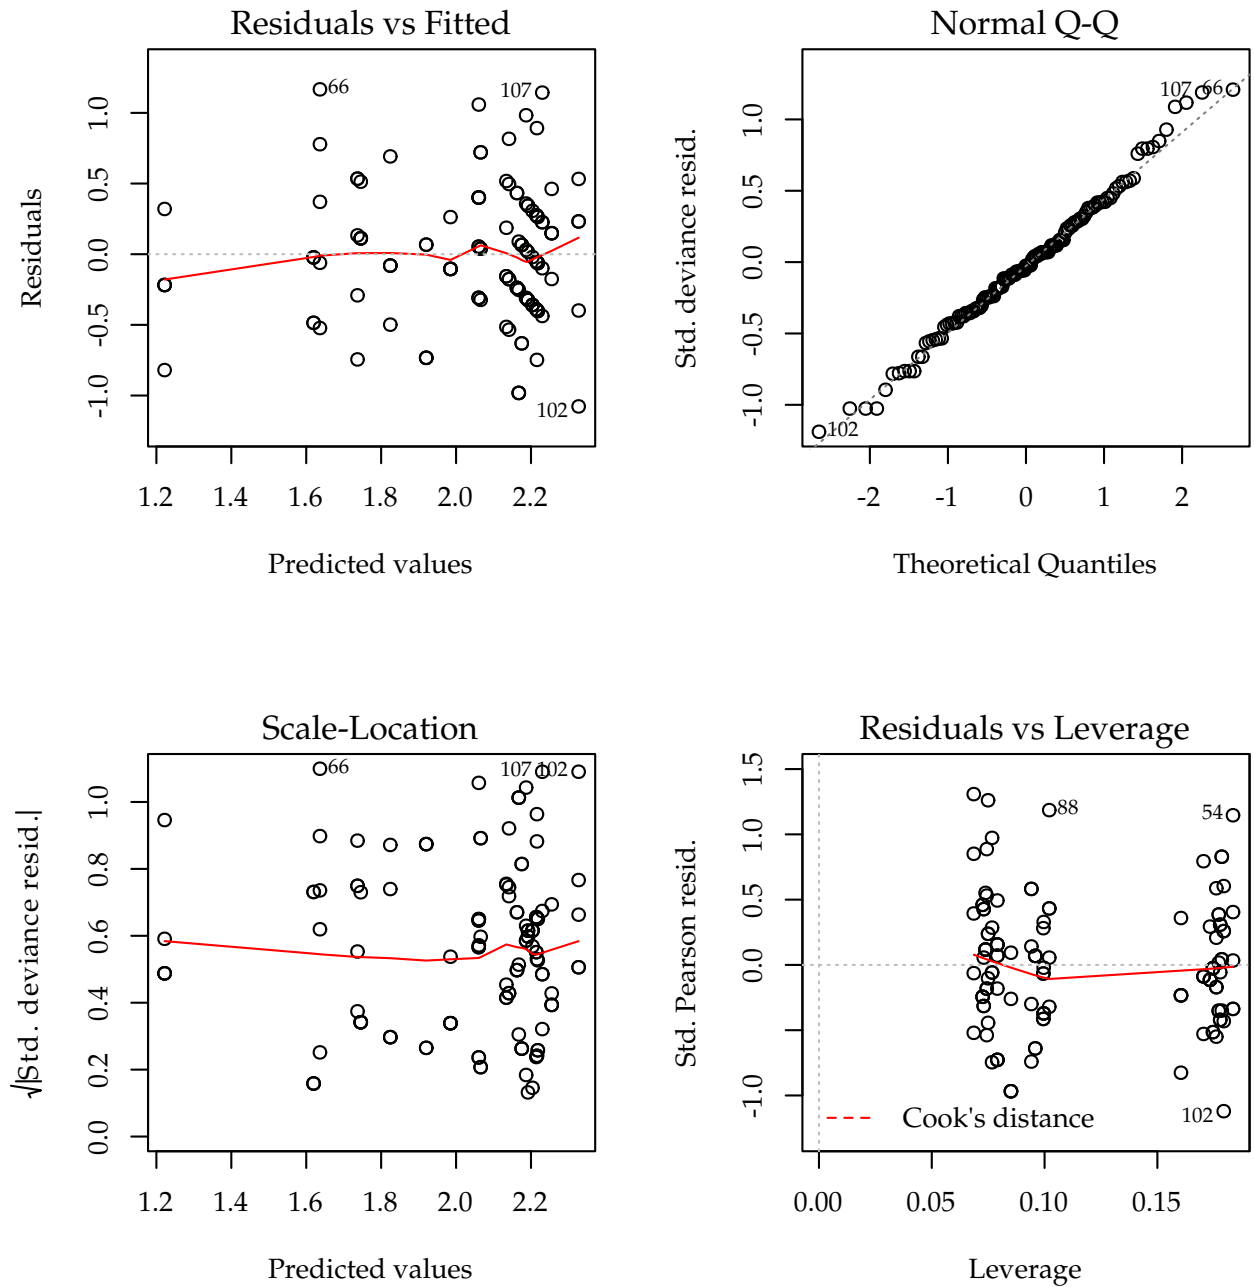 Residuals vs Fitted
Residuals
1.0
0.5
0.0
-0.5
-1.0
66
107
102
1.2 1.4 1.6 1.8 2.0 2.2
Predicted values
Normal Q-Q
Std. deviance resid.
1.0
0.5
0.0
-0.5
-1.0
107 66
102
-2 -1 0 1 2
Theoretical Quantiles
Scale-Location
√|Std. deviance resid.|
1.0
0.8
0.6
0.4
0.2
0.0
66
107 102
1.2 1.4 1.6 1.8 2.0 2.2
Predicted values
Residuals vs Leverage
Std. Pearson resid.
1.5
1.0
0.5
0.0
-1.0
88
54
102
Cook's distance
0.00 0.05 0.10 0.15
Leverage